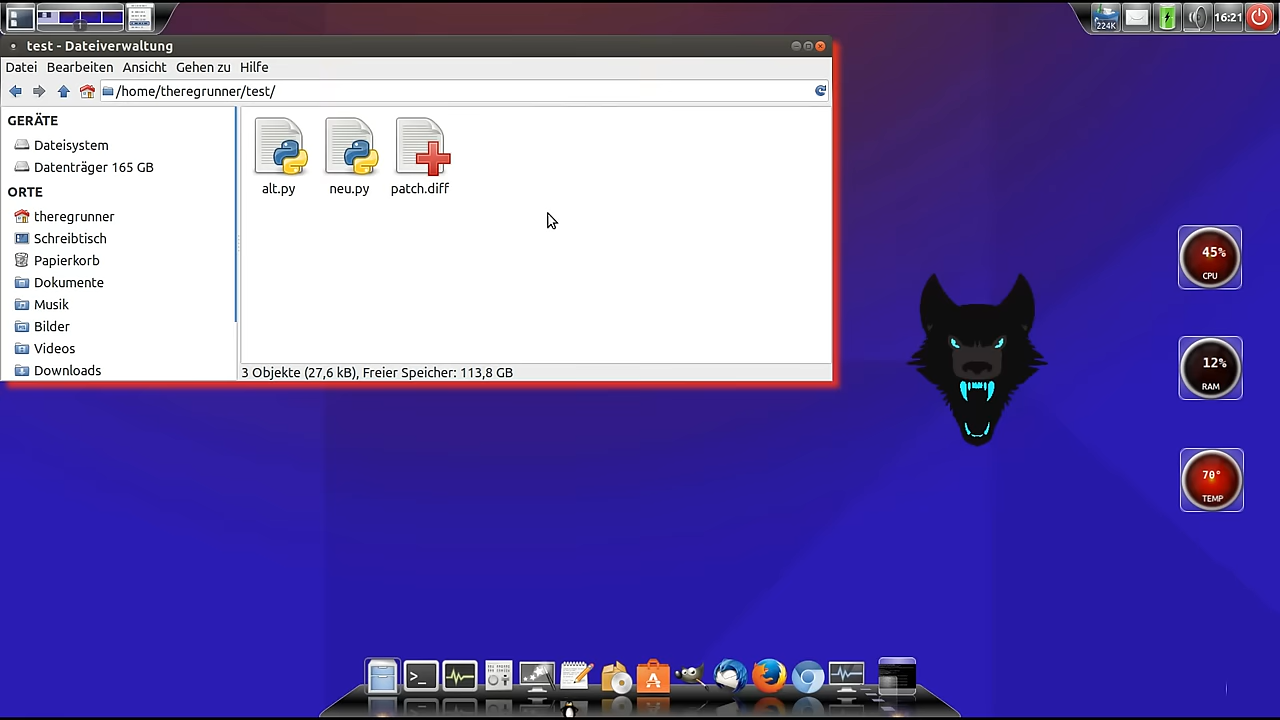 224K
16:21
test - Dateiverwaltung
Datei Bearbeiten Ansicht Gehen zu Hilfe
/home/theregrunner/test/
GERÄTE
Dateisystem
Datenträger 165 GB
ORTE
theregrunner
Schreibtisch
Papierkorb
Dokumente
Musik
Bilder
Videos
Downloads
alt.py
neu.py
patch.diff
3 Objekte (27,6 kB), Freier Speicher: 113,8 GB
45%
CPU
12%
RAM
70°
TEMP